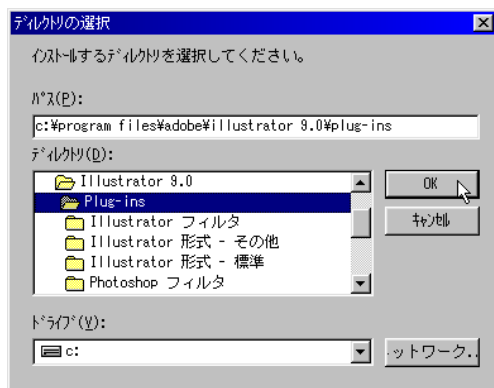 ﾃﾞｨﾚｸﾄﾘの選択
ｲﾝｽﾄｰﾙするﾃﾞｨﾚｸﾄﾘを選択してください。
ﾊﾟｽ(P):
c:¥program files¥adobe¥illustrator 9.0¥plug-ins
ﾃﾞｨﾚｸﾄﾘ(D):
Illustrator 9.0
Plug-ins
Illustrator フィルタ
Illustrator 形式 - その他
Illustrator 形式 - 標準
Photoshop フィルタ
OK
ｷｬﾝｾﾙ
ﾄﾞﾗｲﾌﾞ(V):
c:
ットワーク..